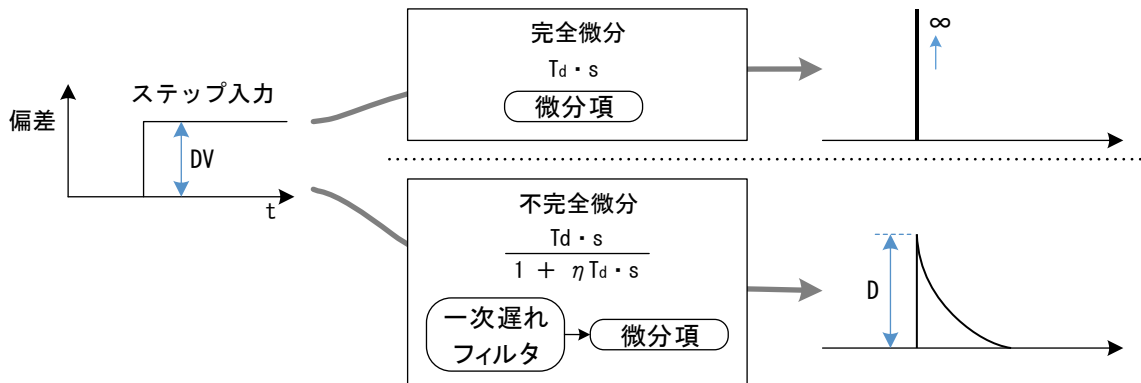 ステップ入力
偏差
DV
t
完全微分
Td・s
微分項
∞
不完全微分
Td・s
1 + ηTd・s
一次遅れ
フィルタ
微分項
D